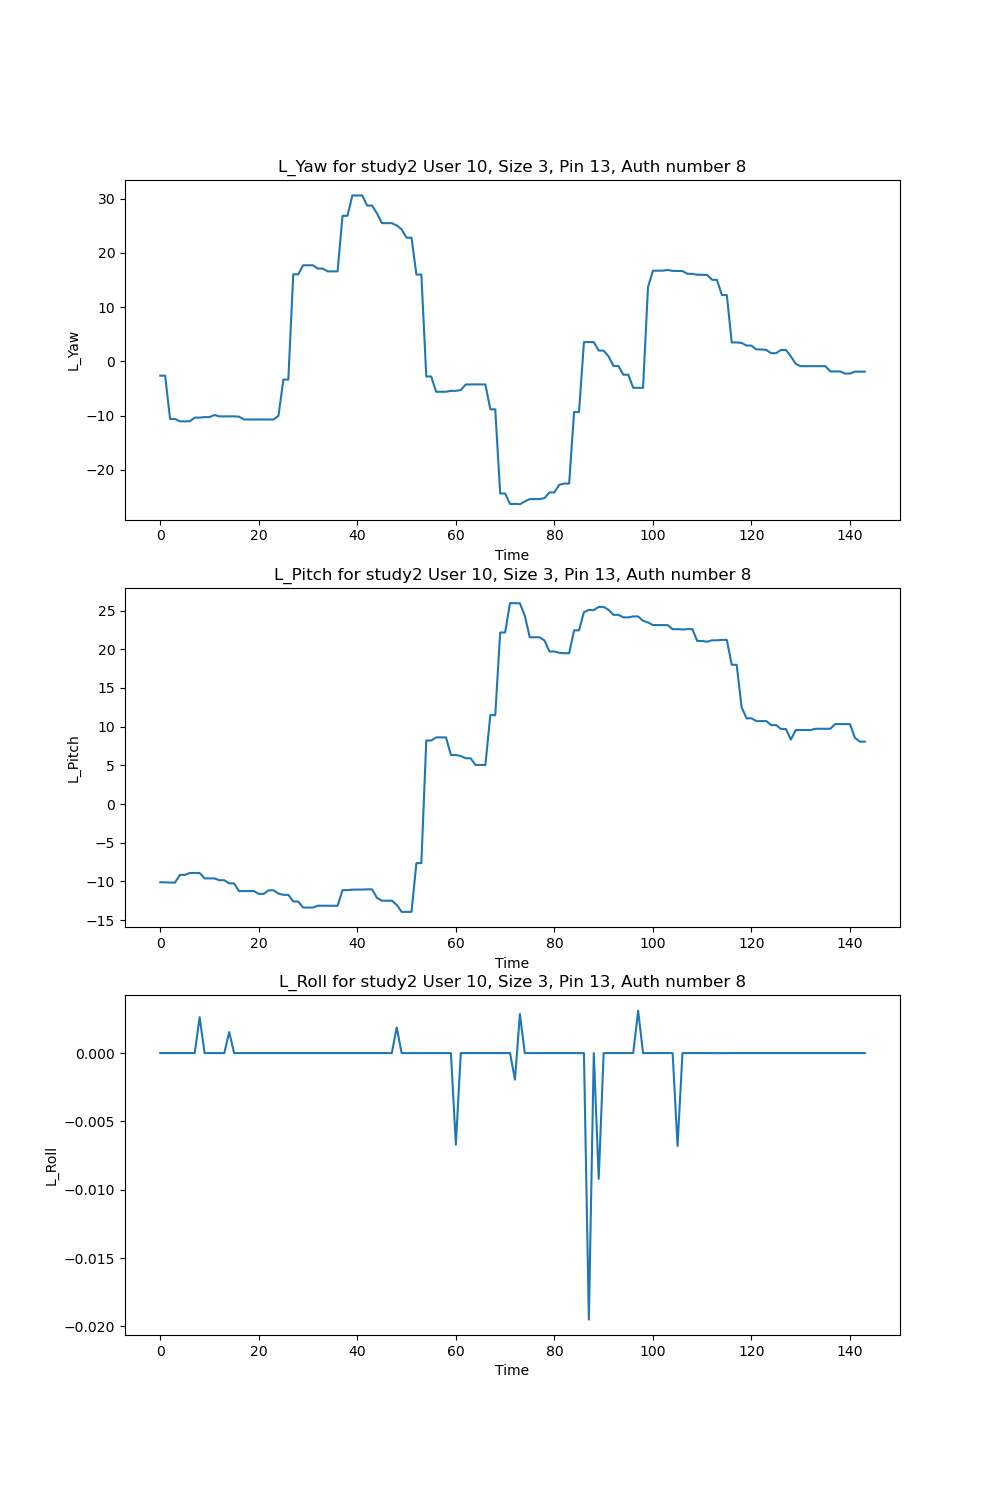 L_Yaw for study2 User 10, Size 3, Pin 13, Auth number 8
30
20
10
0
−10
−20
L_Yaw
0 20 40 60 80 100 120 140
Time
L_Pitch for study2 User 10, Size 3, Pin 13, Auth number 8
25
20
15
10
5
0
−5
−10
−15
L_Pitch
0 20 40 60 80 100 120 140
Time
L_Roll for study2 User 10, Size 3, Pin 13, Auth number 8
0.000
−0.005
−0.010
−0.015
−0.020
L_Roll
0 20 40 60 80 100 120 140
Time